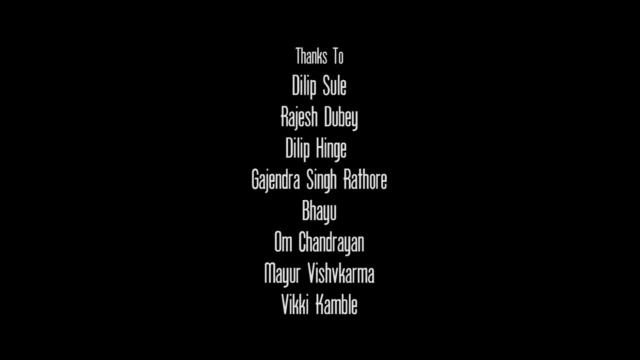 Thanks To
Dilip Sule
Rajesh Dubey
Dilip Hinge
Gajendra Singh Rathore
Bhayu
Om Chandrayan
Mayur Vishvkarma
Vikki Kamble